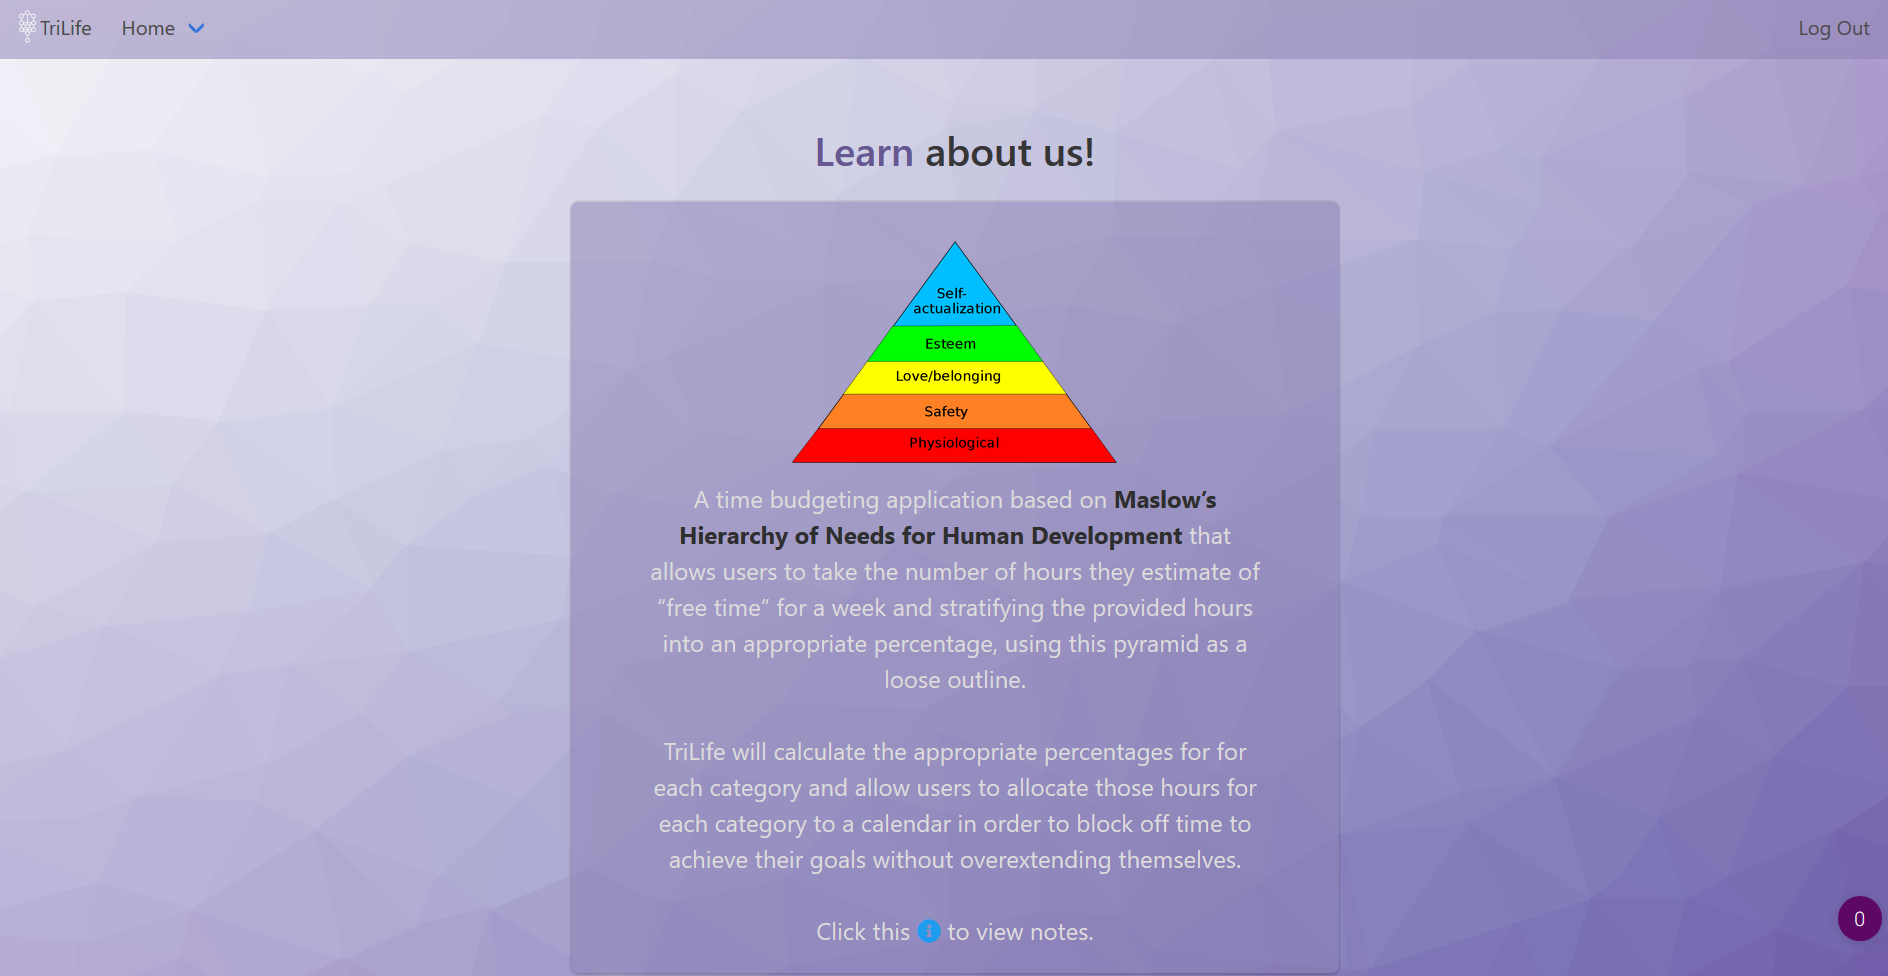 TriLife Home Log Out
Learn about us!
Self-
actualization
Esteem
Love/belonging
Safety
Physiological
A time budgeting application based on Maslow’s
Hierarchy of Needs for Human Development that
allows users to take the number of hours they estimate of
“free time” for a week and stratifying the provided hours
into an appropriate percentage, using this pyramid as a
loose outline.
TriLife will calculate the appropriate percentages for for
each category and allow users to allocate those hours for
each category to a calendar in order to block off time to
achieve their goals without overextending themselves.
Click this i to view notes.
0